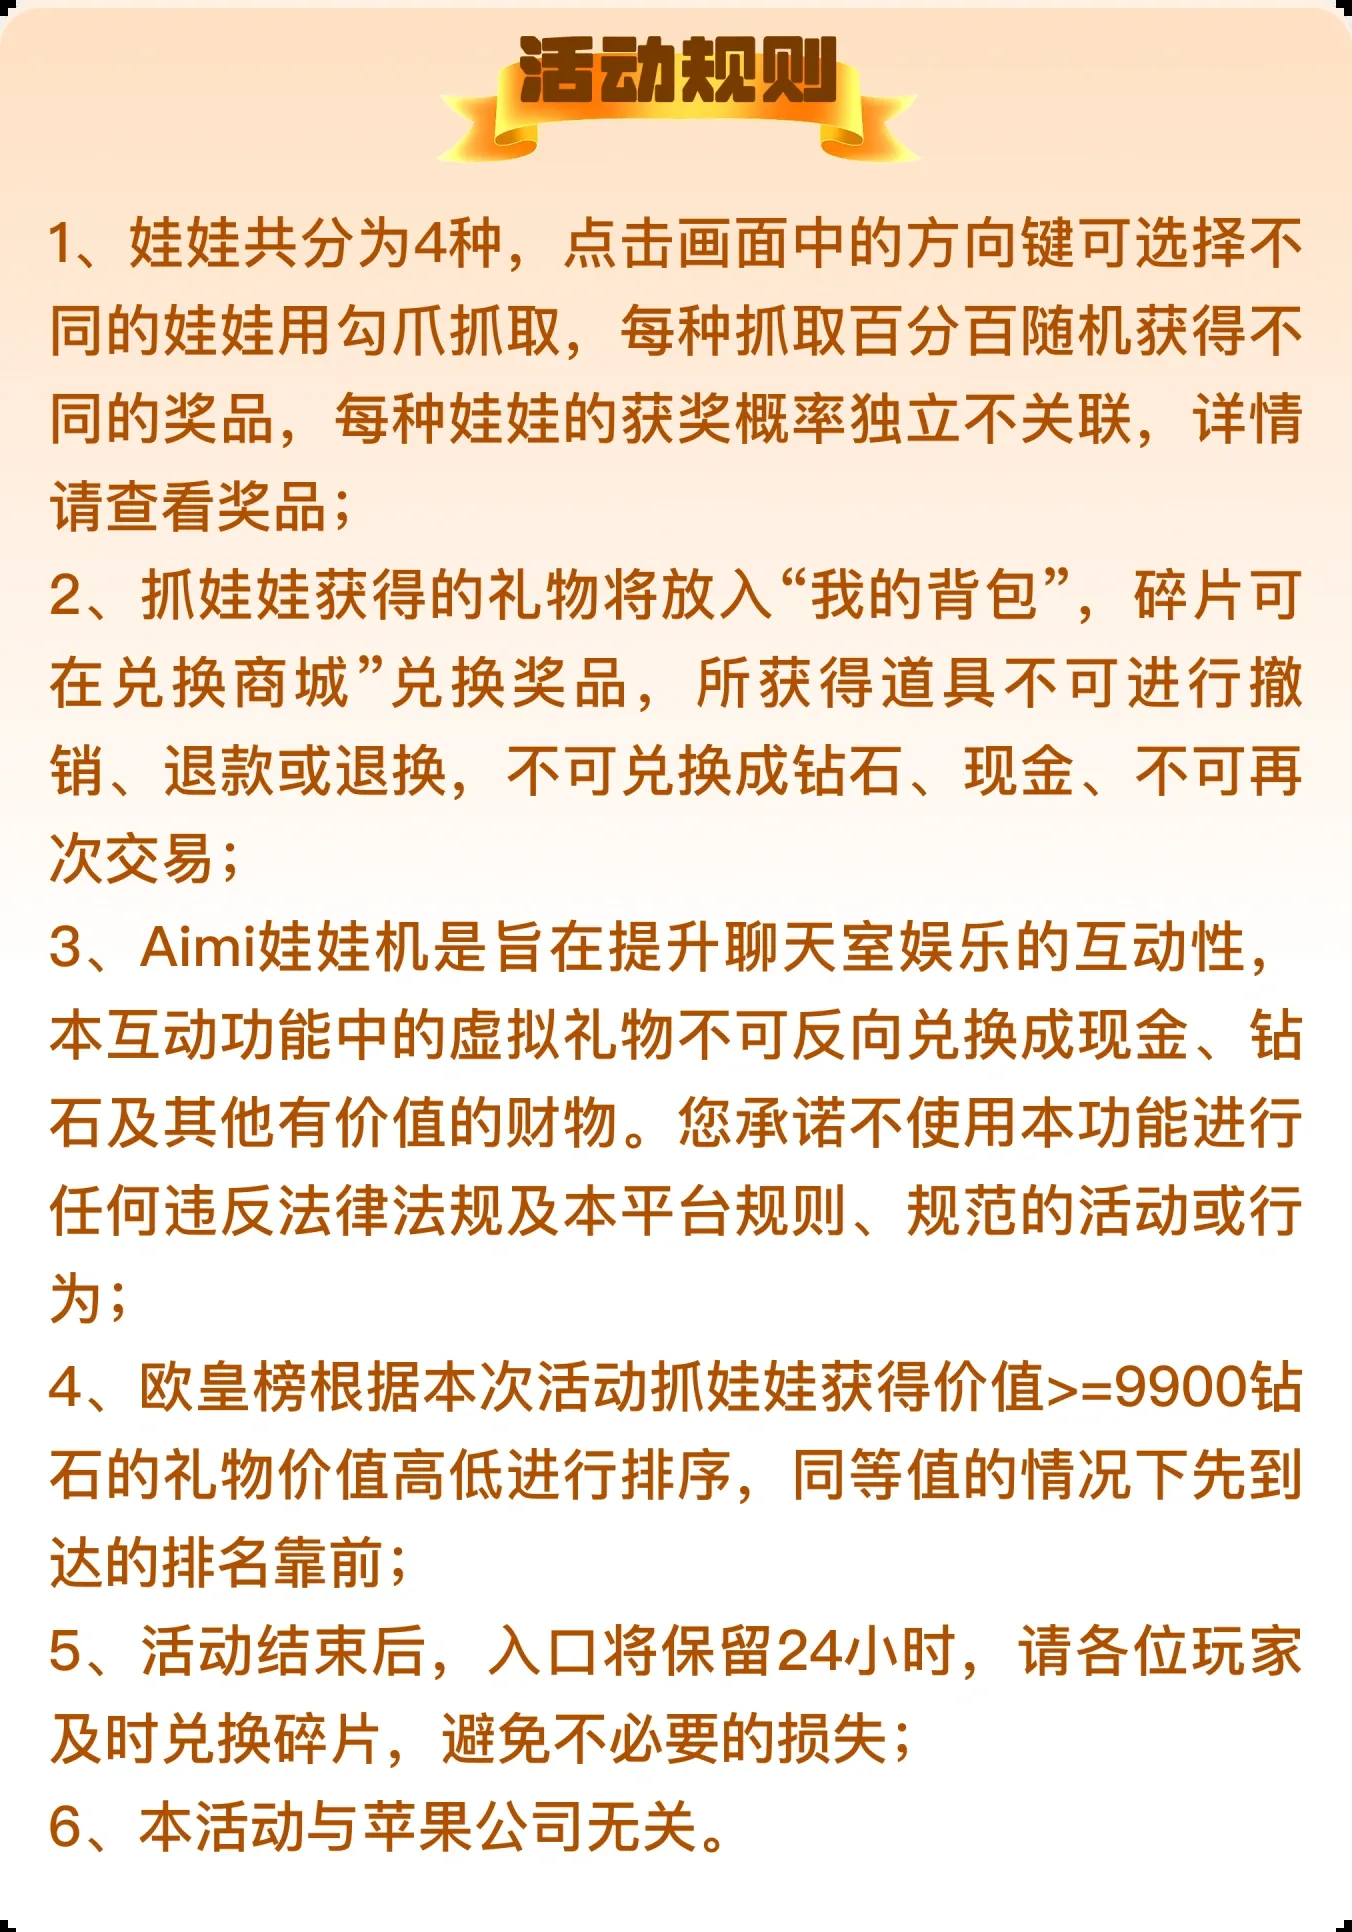 活动规则
1、娃娃共分为4种，点击画面中的方向键可选择不
同的娃娃用勾爪抓取，每种抓取百分百随机获得不
同的奖品，每种娃娃的获奖概率独立不关联，详情
请查看奖品；
2、抓娃娃获得的礼物将放入“我的背包”，碎片可
在兑换商城”兑换奖品，所获得道具不可进行撤
销、退款或退换，不可兑换成钻石、现金、不可再
次交易；
3、Aimi娃娃机是旨在提升聊天室娱乐的互动性，
本互动功能中的虚拟礼物不可反向兑换成现金、钻
石及其他有价值的财物。您承诺不使用本功能进行
任何违反法律法规及本平台规则、规范的活动或行
为；
4、欧皇榜根据本次活动抓娃娃获得价值>=9900钻
石的礼物价值高低进行排序，同等值的情况下先到
达的排名靠前；
5、活动结束后，入口将保留24小时，请各位玩家
及时兑换碎片，避免不必要的损失；
6、本活动与苹果公司无关。